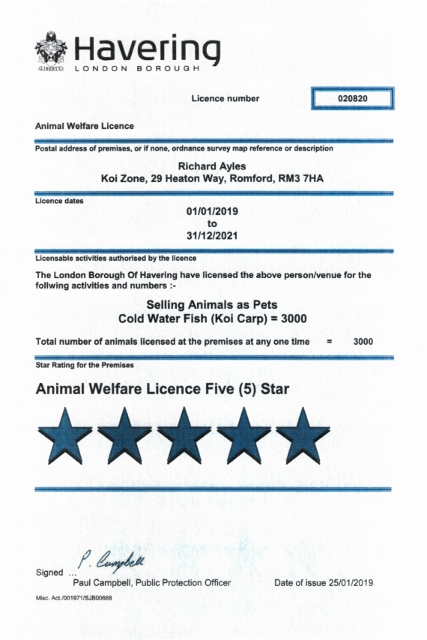 Havering
LONDON BOROUGH
Licence number 020820
Animal Welfare Licence
Postal address of premises, or if none, ordnance survey map reference or description
Richard Ayles
Koi Zone, 29 Heaton Way, Romford, RM3 7HA
Licence dates
01/01/2019
to
31/12/2021
Licensable activities authorised by the licence
The London Borough Of Havering have licensed the above person/venue for the
follwing activities and numbers :-
Selling Animals as Pets
Cold Water Fish (Koi Carp) = 3000
Total number of animals licensed at the premises at any one time = 3000
Star Rating for the Premises
Animal Welfare Licence Five (5) Star
P. Campbell
Signed ...
Paul Campbell, Public Protection Officer Date of issue 25/01/2019
Misc. Act./001971/SJB00668